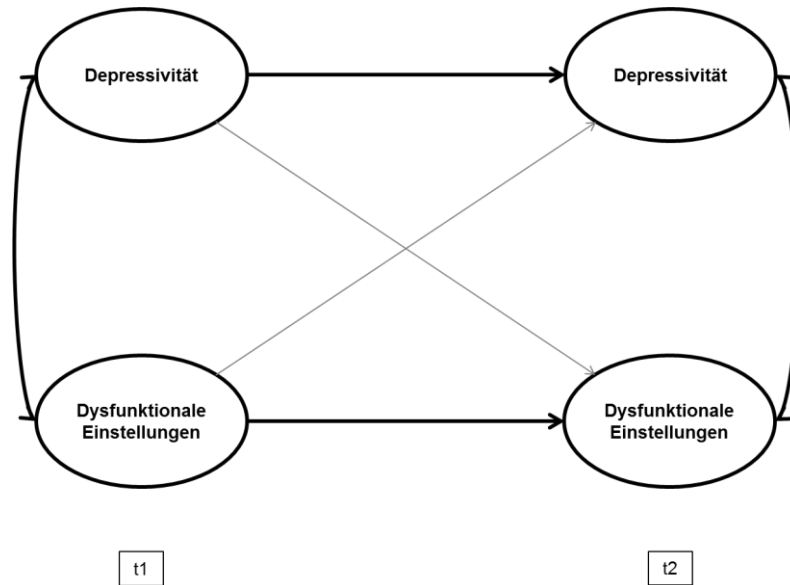 Depressivität
Depressivität
Dysfunktionale
Einstellungen
Dysfunktionale
Einstellungen
t1
t2